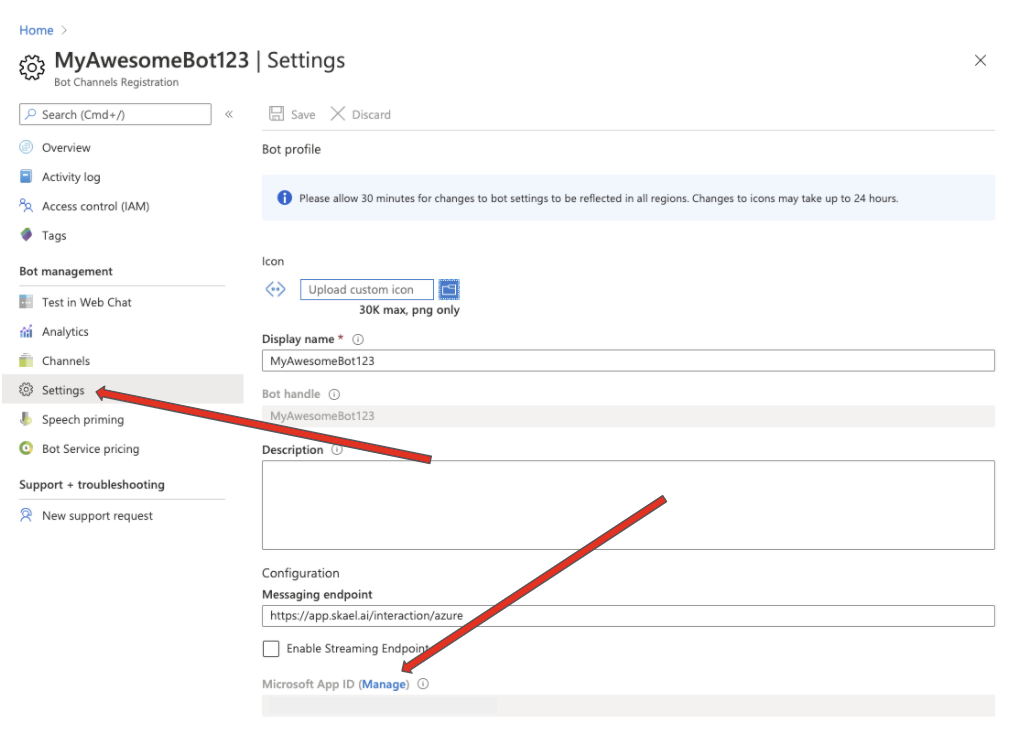 Home >
MyAwesomeBot123 | Settings
Bot Channels Registration
Search (Cmd+/)
«
Save
Discard
Overview
Activity log
Access control (IAM)
Tags
Bot management
Test in Web Chat
Analytics
Channels
Settings
Speech priming
Bot Service pricing
Support + troubleshooting
New support request
Bot profile
Please allow 30 minutes for changes to bot settings to be reflected in all regions. Changes to icons may take up to 24 hours.
Icon
Upload custom icon
30K max, png only
Display name *
MyAwesomeBot123
Bot handle
MyAwesomeBot123
Description
Configuration
Messaging endpoint
https://app.skael.ai/interaction/azure
Enable Streaming Endpoint
Microsoft App ID (Manage)